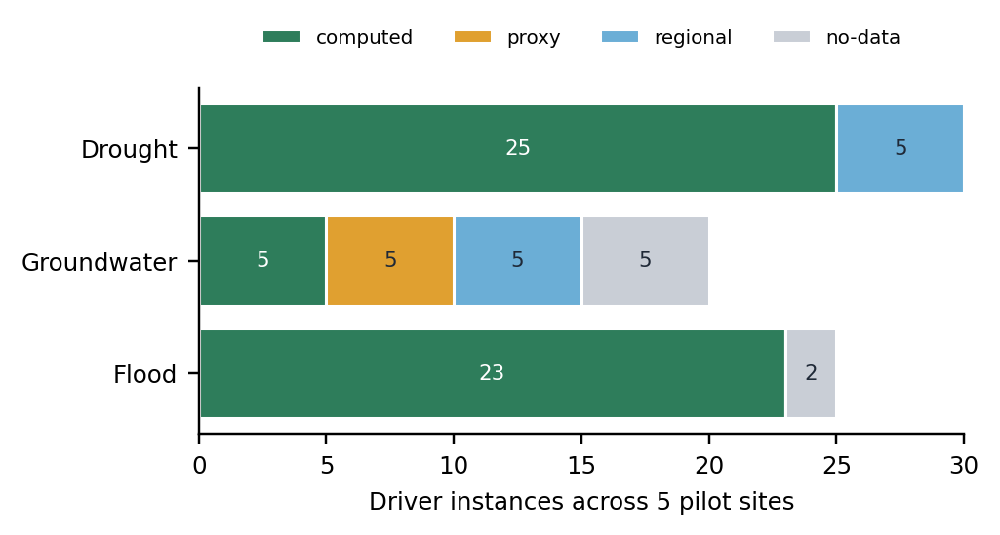 computed proxy regional no-data
Drought 25 5
Groundwater 5 5 5 5
Flood 23 2
0 5 10 15 20 25 30
Driver instances across 5 pilot sites